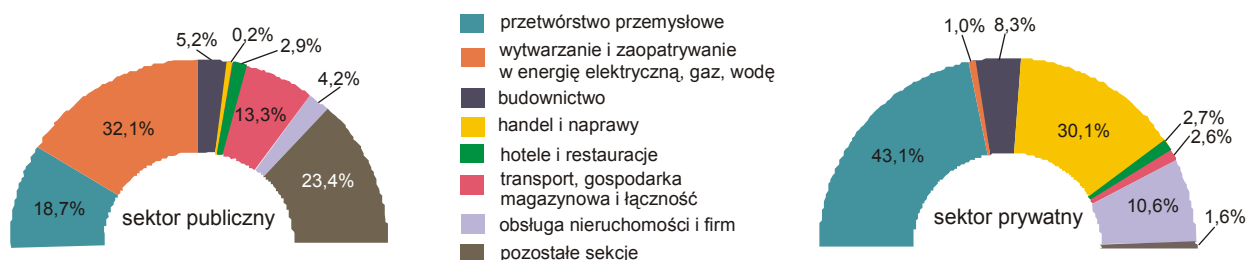 5,2%
0,2%
2,9%
4,2%
13,3%
32,1%
23,4%
18,7%
sektor publiczny
przetwórstwo przemysłowe
wytwarzanie i zaopatrywanie
w energię elektryczną, gaz, wodę
budownictwo
handel i naprawy
hotele i restauracje
transport, gospodarka
magazynowa i łączność
obsługa nieruchomości i firm
pozostałe sekcje
1,0%
8,3%
30,1%
2,7%
2,6%
43,1%
10,6%
1,6%
sektor prywatny